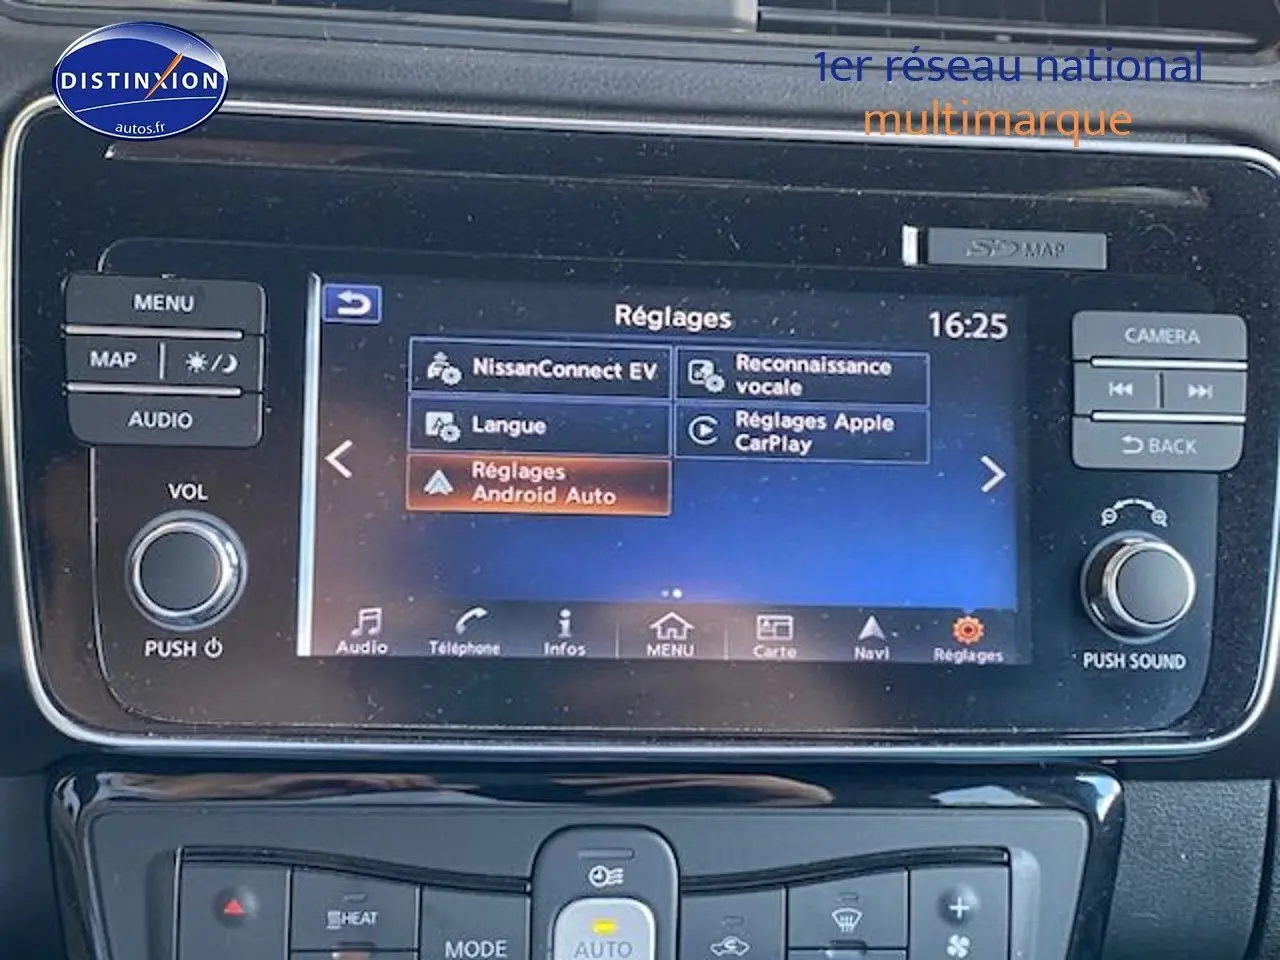 DISTINXION
autos.fr
1er réseau national
multimarque
SD MAP
MENU
MAP
AUDIO
VOL
PUSH
Réglages
16:25
NissanConnect EV
Reconnaissance
vocale
Langue
Réglages Apple
CarPlay
Réglages
Android Auto
Audio
Téléphone
Infos
MENU
Carte
Navi
Réglages
CAMERA
BACK
PUSH SOUND
HEAT
MODE
AUTO